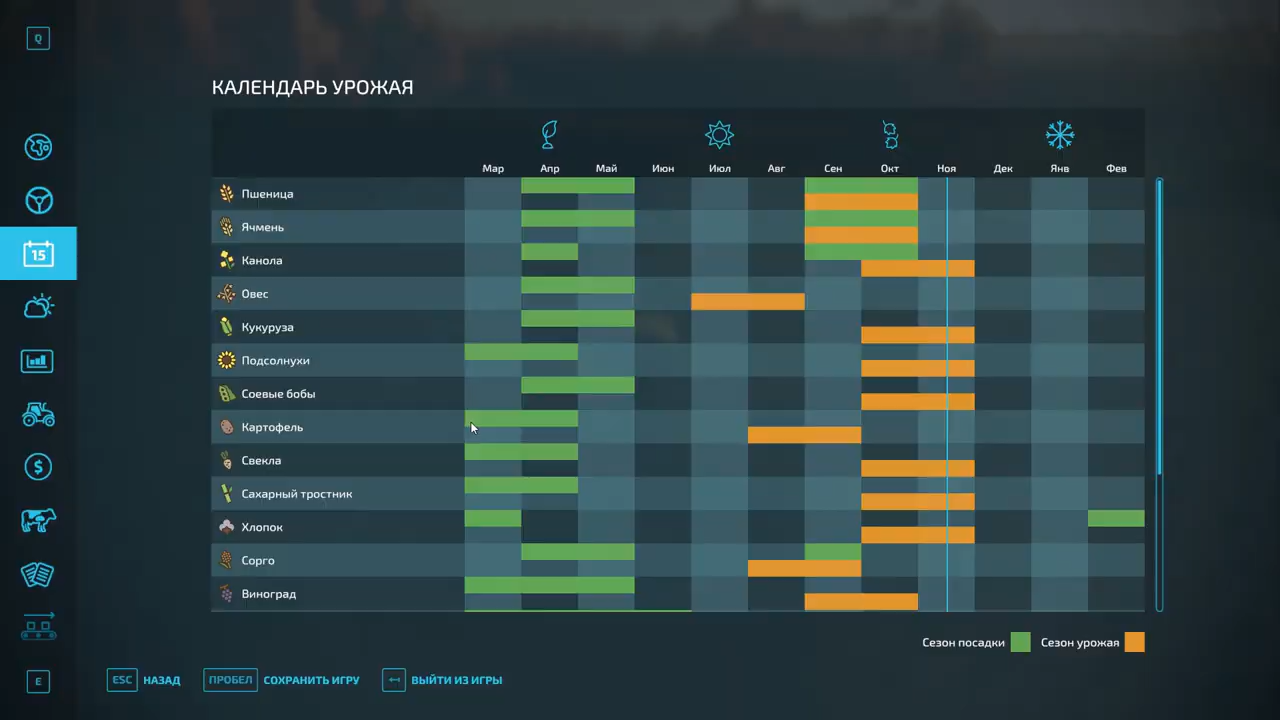 Q
КАЛЕНДАРЬ УРОЖАЯ
Мар Апр Май Июн Июл Авг Сен Окт Ноя Дек Янв Фев
Пшеница
Ячмень
15
Канола
Овес
Кукуруза
Подсолнухи
Соевые бобы
Картофель
Свекла
$
Сахарный тростник
Хлопок
Сорго
Виноград
Сезон посадки Сезон урожая
E
ESC НАЗАД ПРОБЕЛ СОХРАНИТЬ ИГРУ ВЫЙТИ ИЗ ИГРЫ